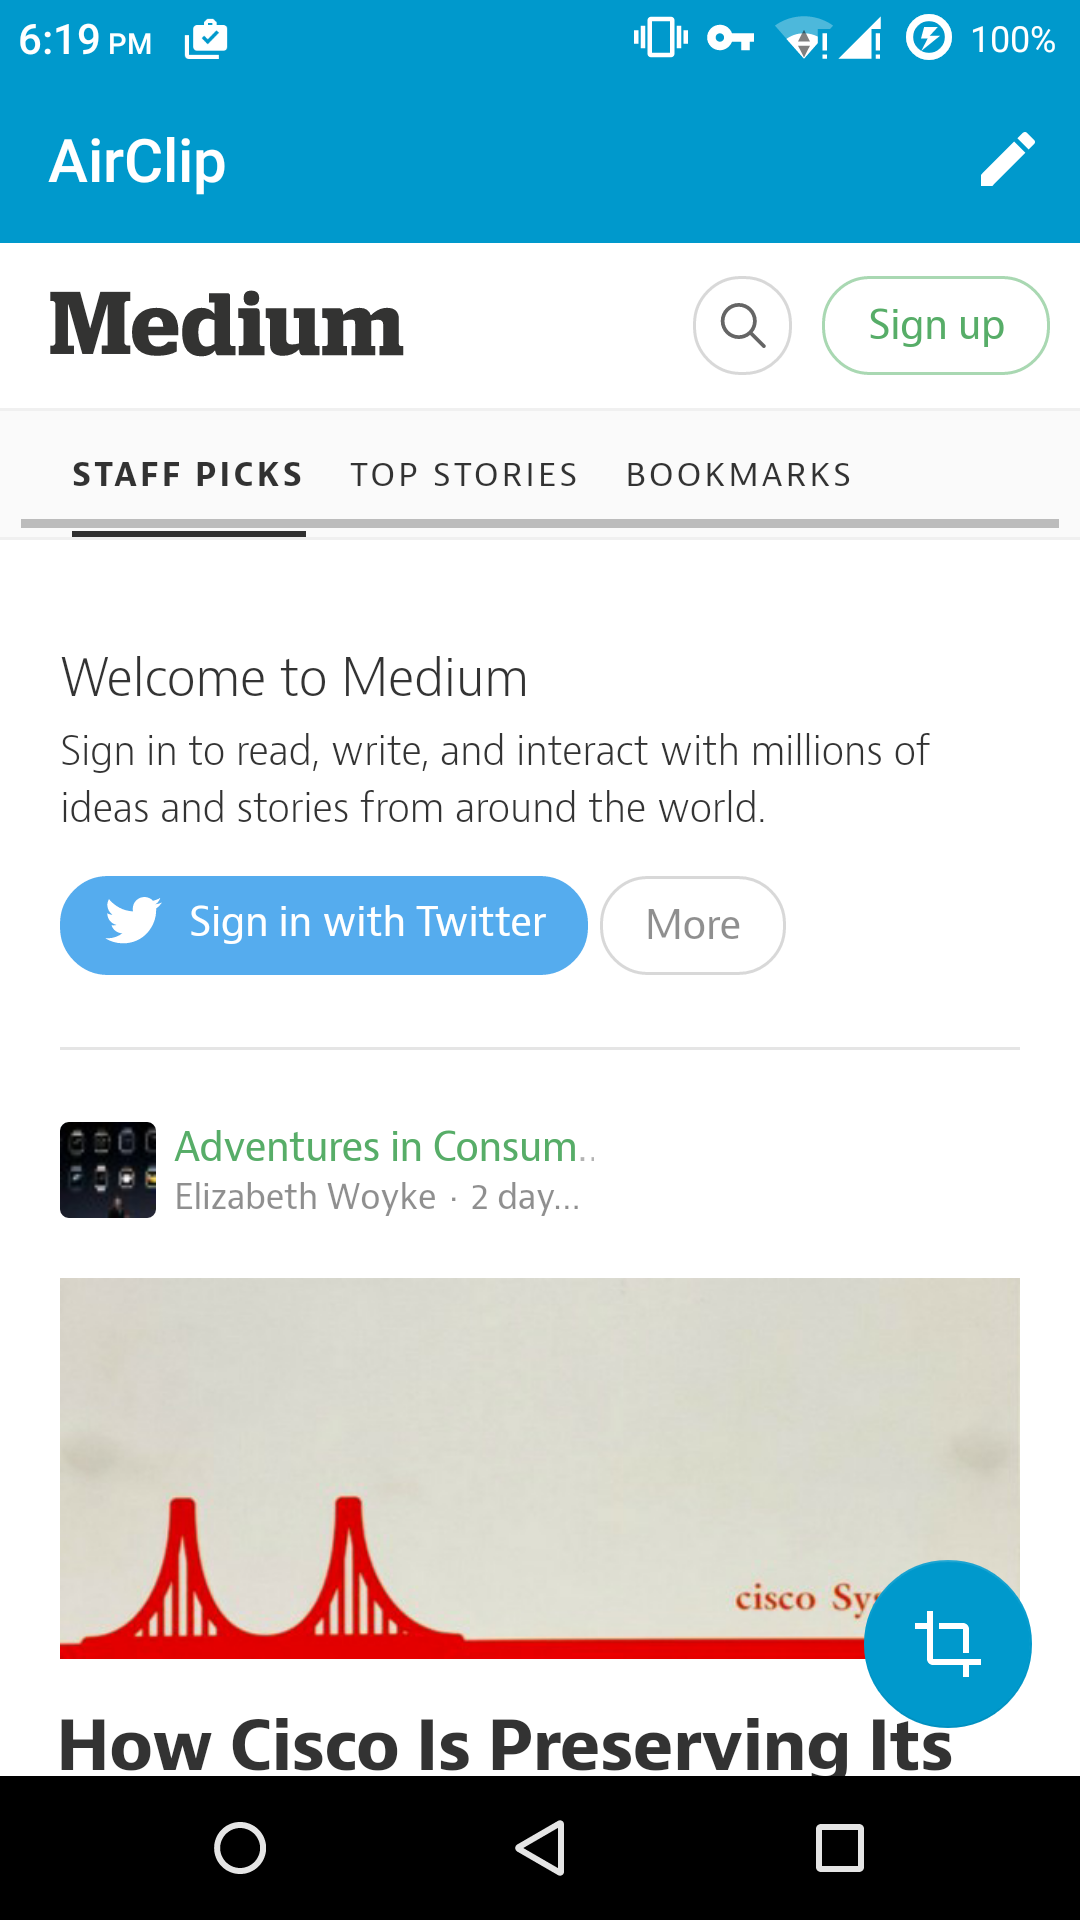 6:19 PM
100%
AirClip
Medium
Sign up
STAFF PICKS TOP STORIES BOOKMARKS
Welcome to Medium
Sign in to read, write, and interact with millions of
ideas and stories from around the world.
Sign in with Twitter
More
Adventures in Consum..
Elizabeth Woyke · 2 day...
cisco Sys
How Cisco Is Preserving Its